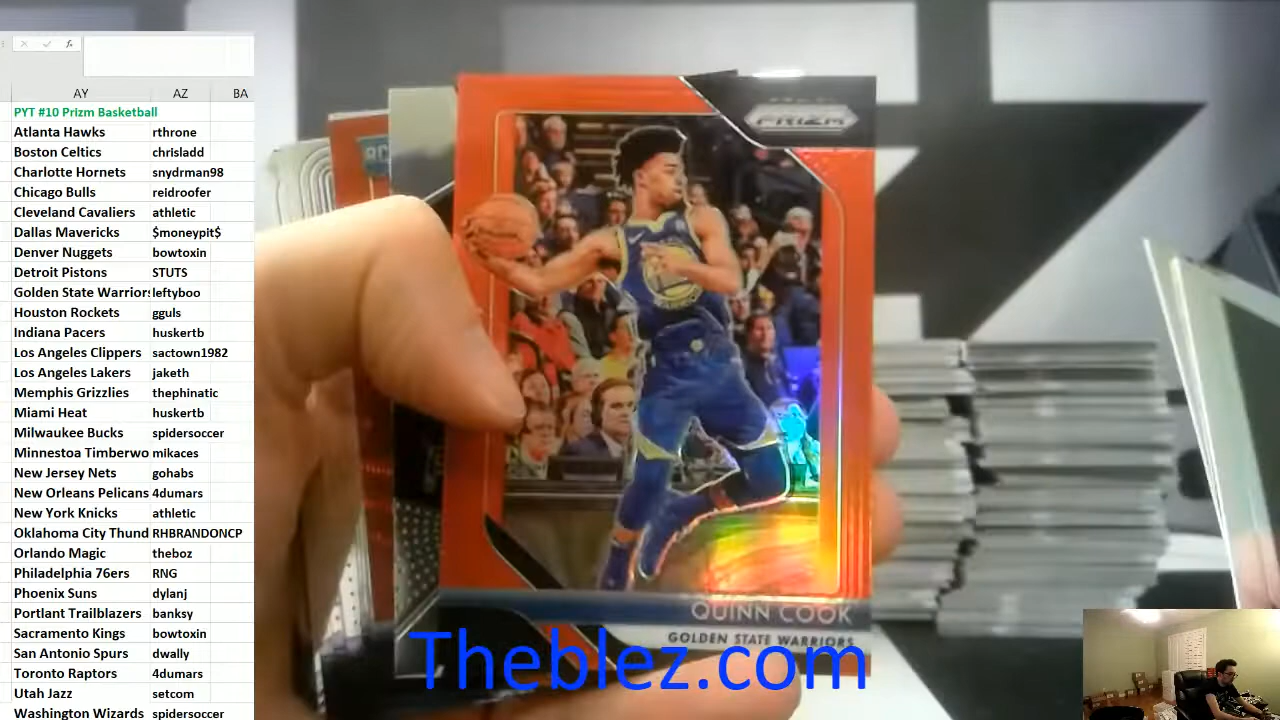 AY AZ BA
PYT #10 Prizm Basketball
Atlanta Hawks rthrone
Boston Celtics chrisladd
Charlotte Hornets snydrman98
Chicago Bulls reidroofer
Cleveland Cavaliers athletic
Dallas Mavericks $moneypit$
Denver Nuggets bowtoxin
Detroit Pistons STUTS
Golden State Warriors leftyboo
Houston Rockets gguls
Indiana Pacers huskertb
Los Angeles Clippers sactown1982
Los Angeles Lakers jaketh
Memphis Grizzlies thephinatic
Miami Heat huskertb
Milwaukee Bucks spidersoccer
Minnestoa Timberwo mikaces
New Jersey Nets gohabs
New Orleans Pelicans 4dumars
New York Knicks athletic
Oklahoma City Thund RHBRANDONCP
Orlando Magic theboz
Philadelphia 76ers RNG
Phoenix Suns dylanj
Portlant Trailblazers banksy
Sacramento Kings bowtoxin
San Antonio Spurs dwally
Toronto Raptors 4dumars
Utah Jazz setcom
Washington Wizards spidersoccer
PRIZM
QUINN COOK
GOLDEN STATE WARRIORS
Theblez.com